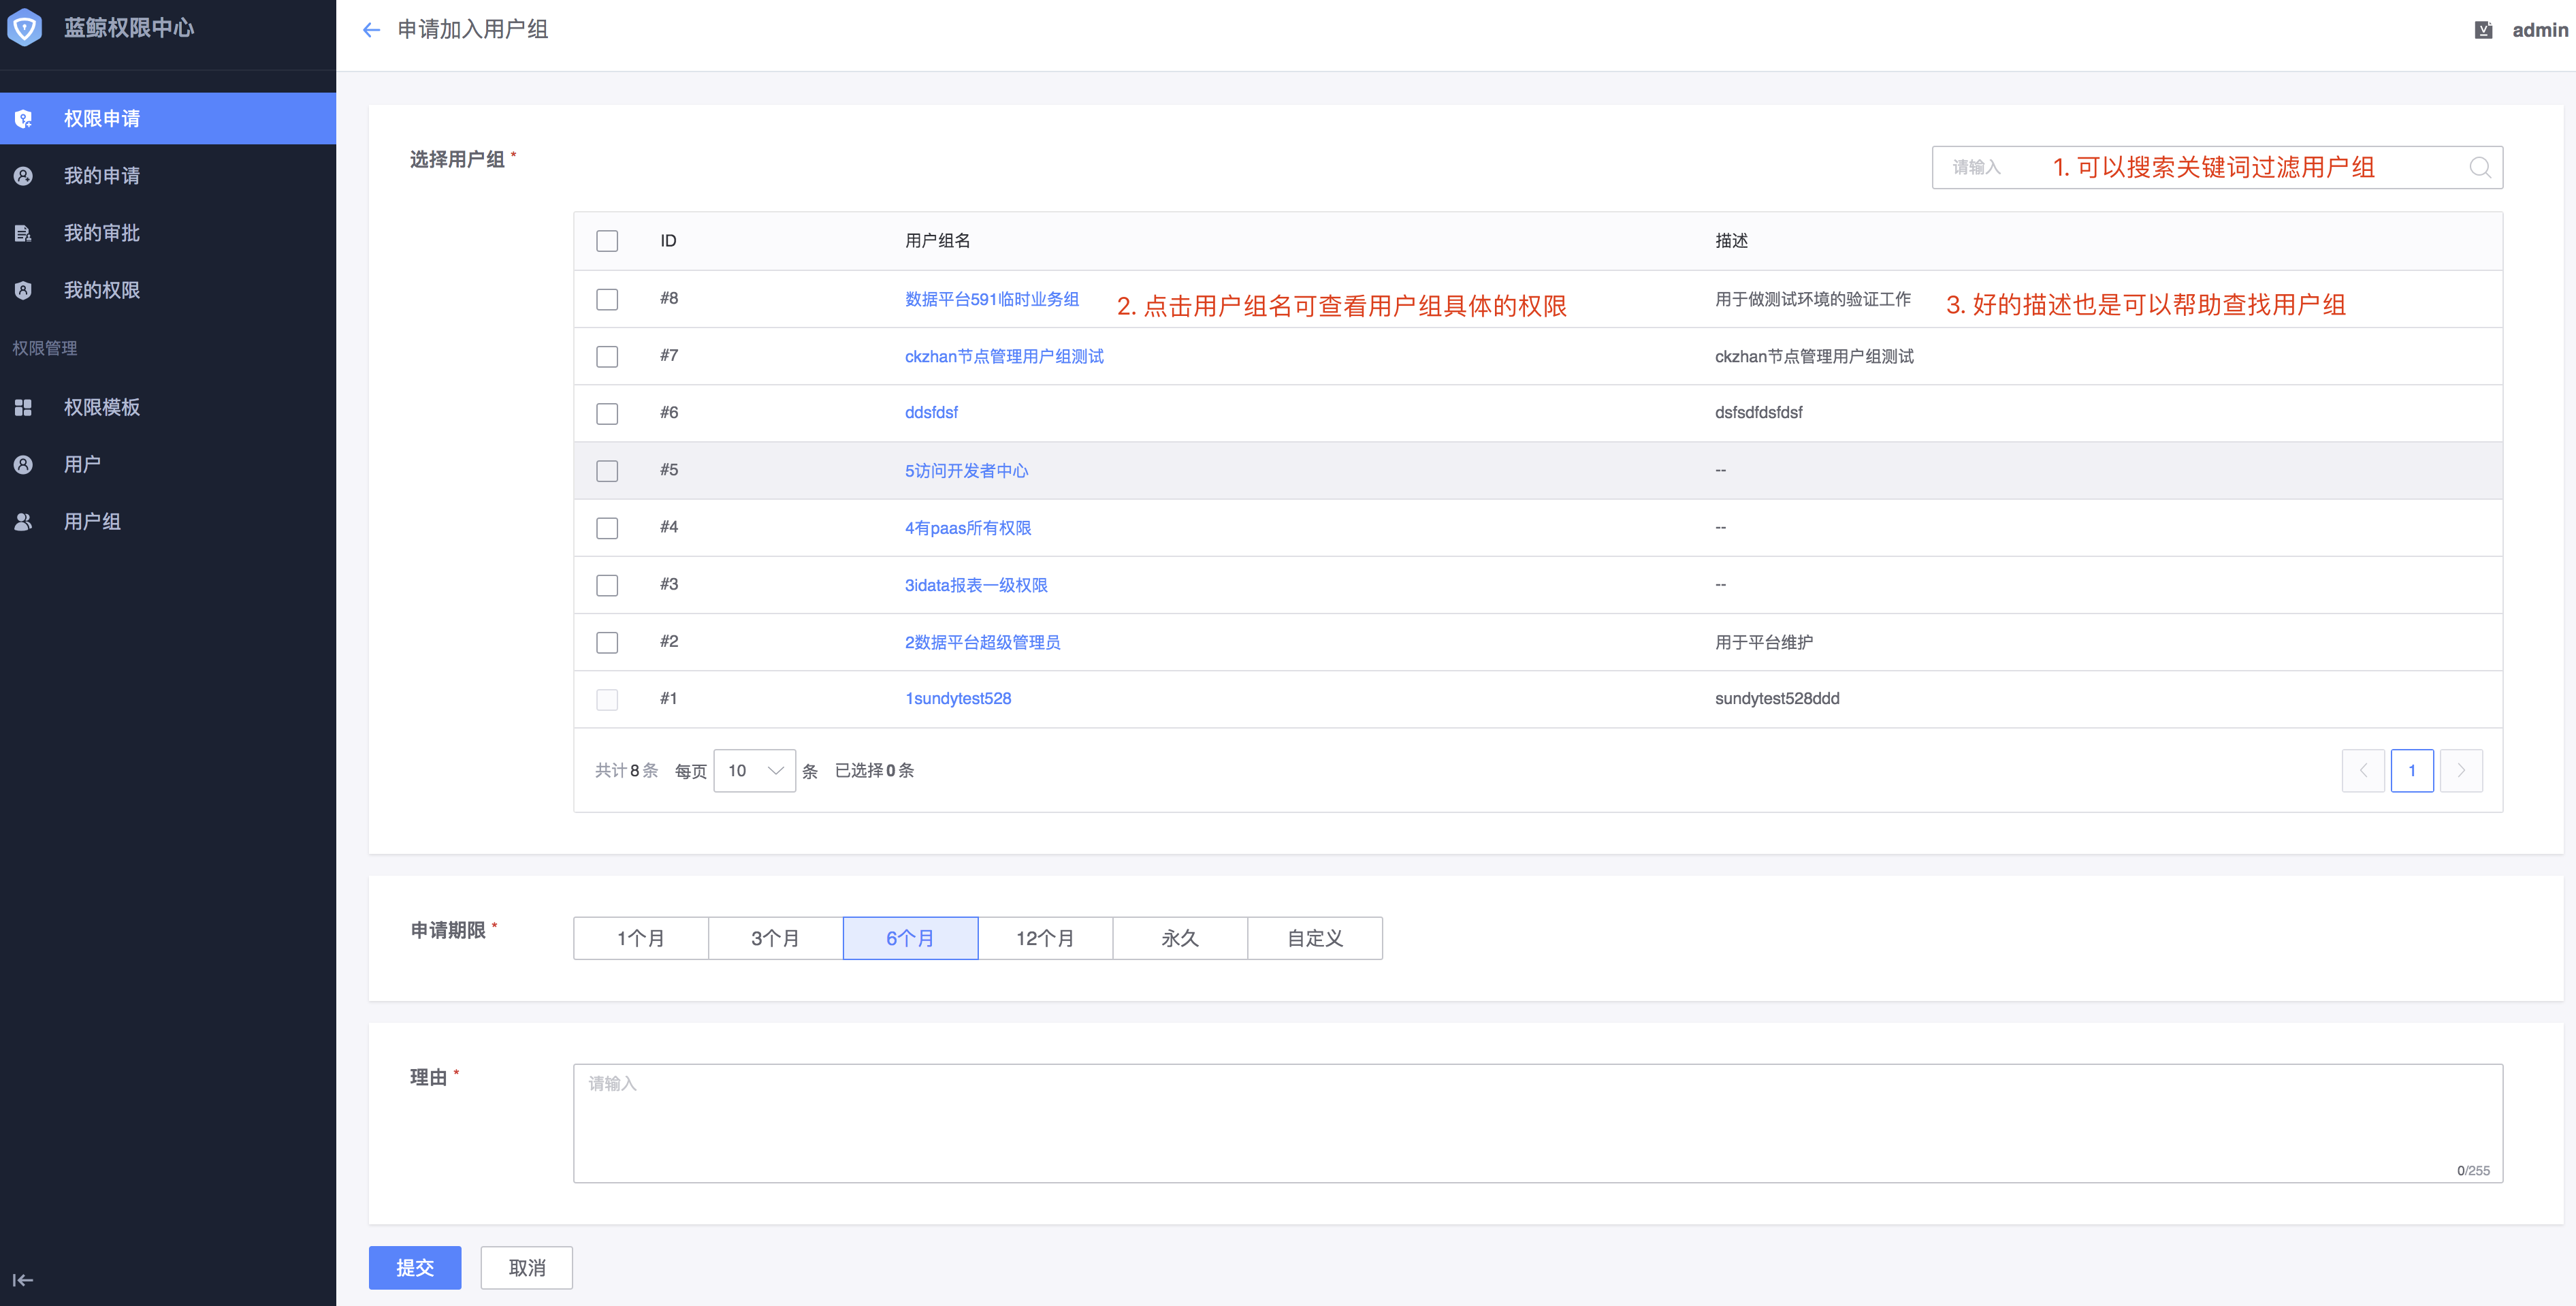 蓝鲸权限中心
申请加入用户组
admin
权限申请
我的申请
我的审批
我的权限
权限管理
权限模板
用户
用户组
选择用户组 *
请输入 1. 可以搜索关键词过滤用户组
ID 用户组名 描述
#8 数据平台591临时业务组 2. 点击用户组名可查看用户组具体的权限 用于做测试环境的验证工作 3. 好的描述也是可以帮助查找用户组
#7 ckzhan节点管理用户组测试 ckzhan节点管理用户组测试
#6 ddsfdsf dsfsdfdsfdsf
#5 5访问开发者中心 --
#4 4有paas所有权限 --
#3 3idata报表一级权限 --
#2 2数据平台超级管理员 用于平台维护
#1 1sundytest528 sundytest528ddd
共计8条 每页 10 条 已选择0条 1
申请期限 * 1个月 3个月 6个月 12个月 永久 自定义
理由 * 请输入
0/255
提交 取消